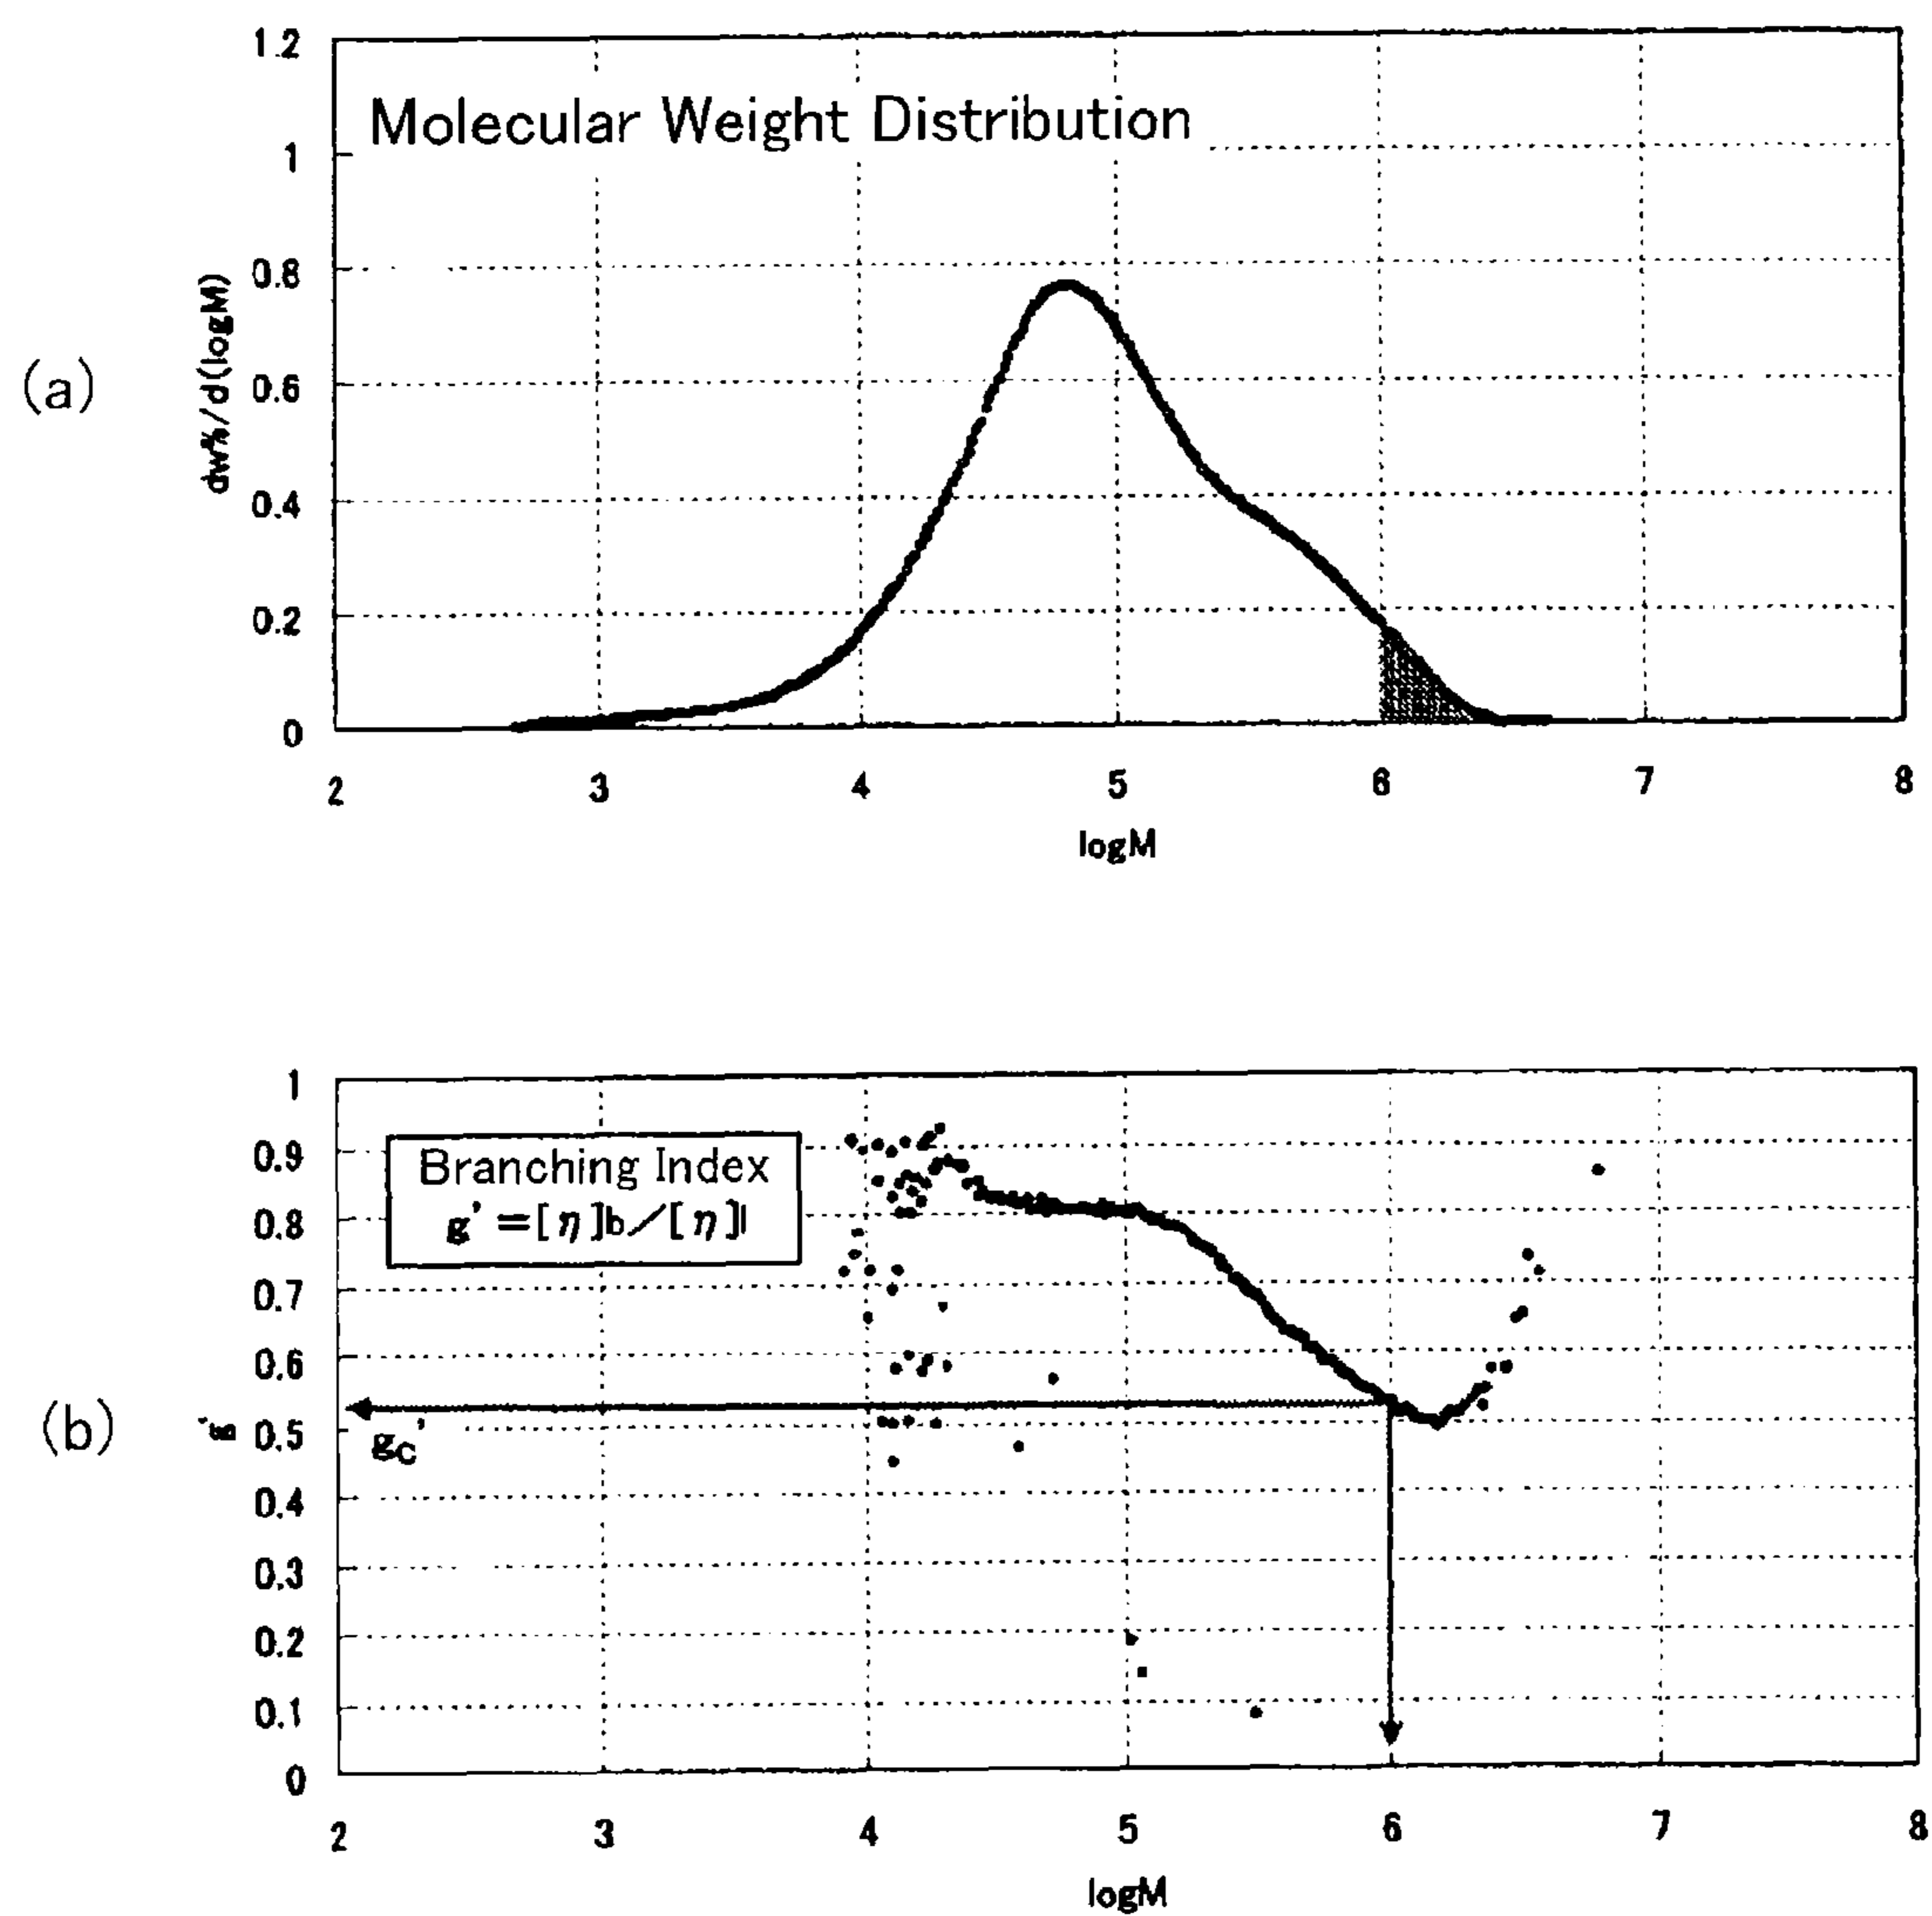 (a)
Molecular Weight Distribution
dw%/d(logM)
1.2
1
0.8
0.6
0.4
0.2
0
2 3 4 5 6 7 8
logM
(b)
Branching Index
g'=[η]b/[η]l
g'
1
0.9
0.8
0.7
0.6
0.5
0.4
0.3
0.2
0.1
0
gc'
2 3 4 5 6 7 8
logM